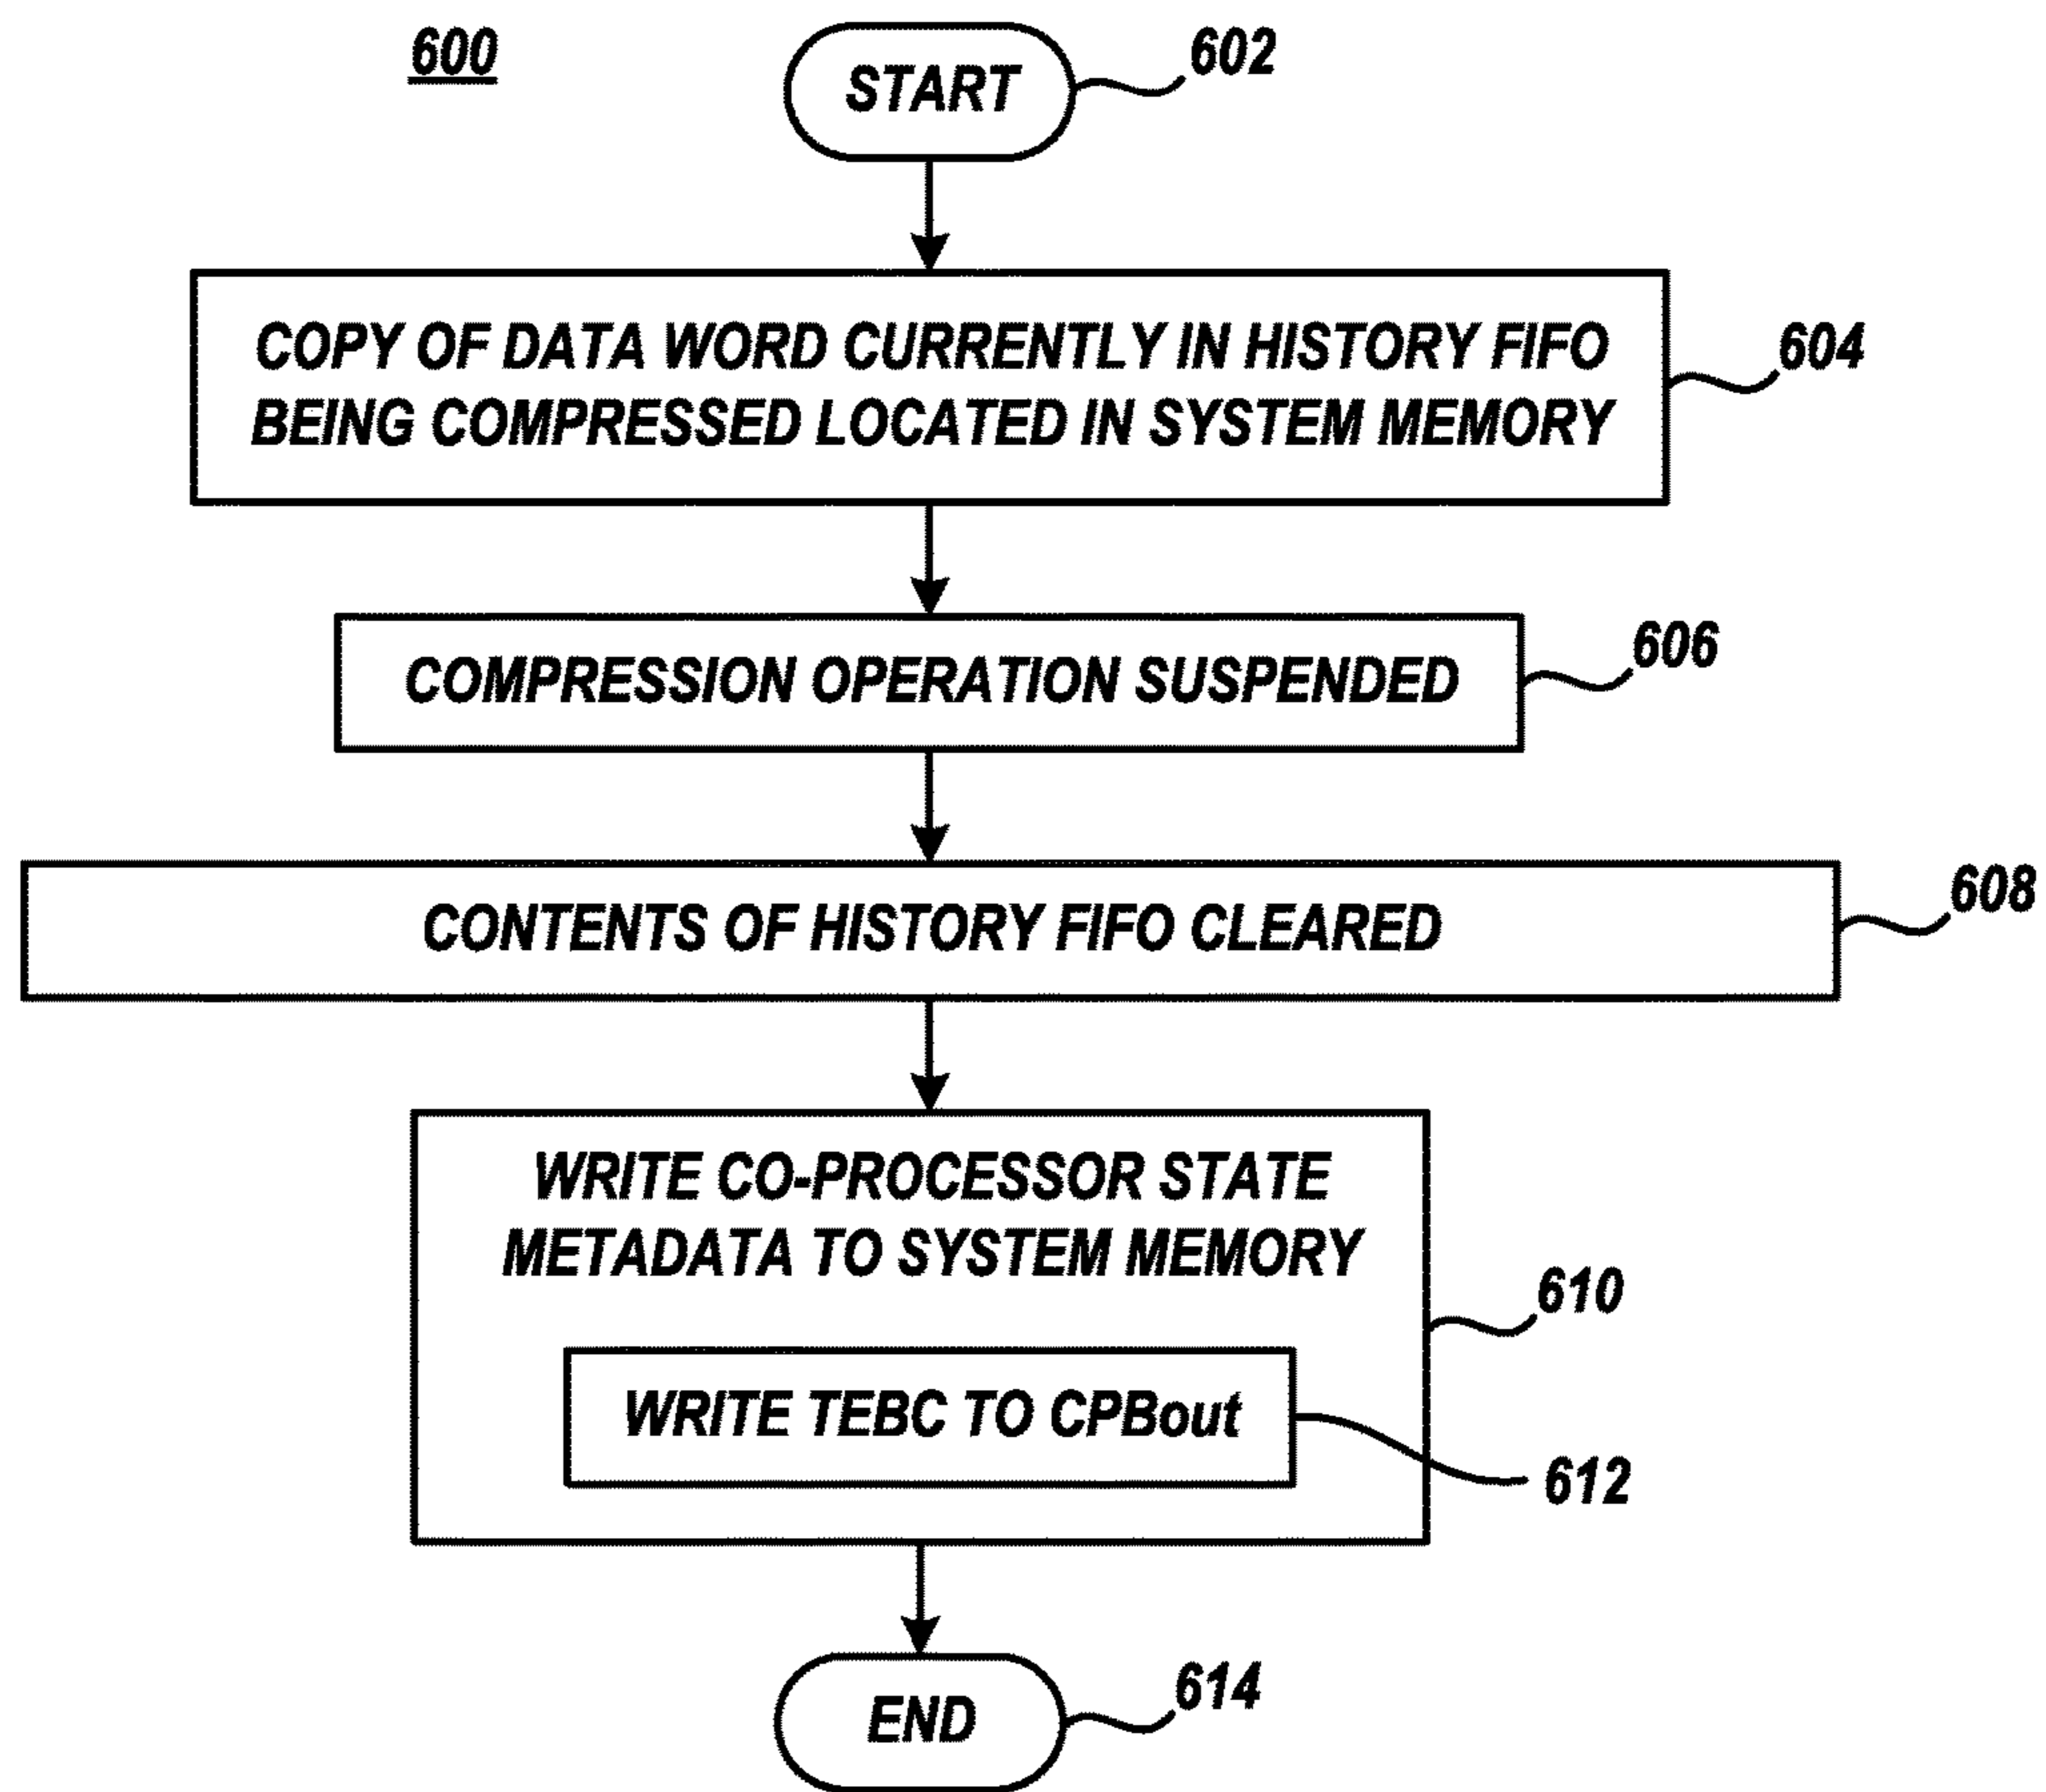 600
START
602
COPY OF DATA WORD CURRENTLY IN HISTORY FIFO
BEING COMPRESSED LOCATED IN SYSTEM MEMORY
604
COMPRESSION OPERATION SUSPENDED
606
CONTENTS OF HISTORY FIFO CLEARED
608
WRITE CO-PROCESSOR STATE
METADATA TO SYSTEM MEMORY
610
WRITE TEBC TO CPBout
612
END
614